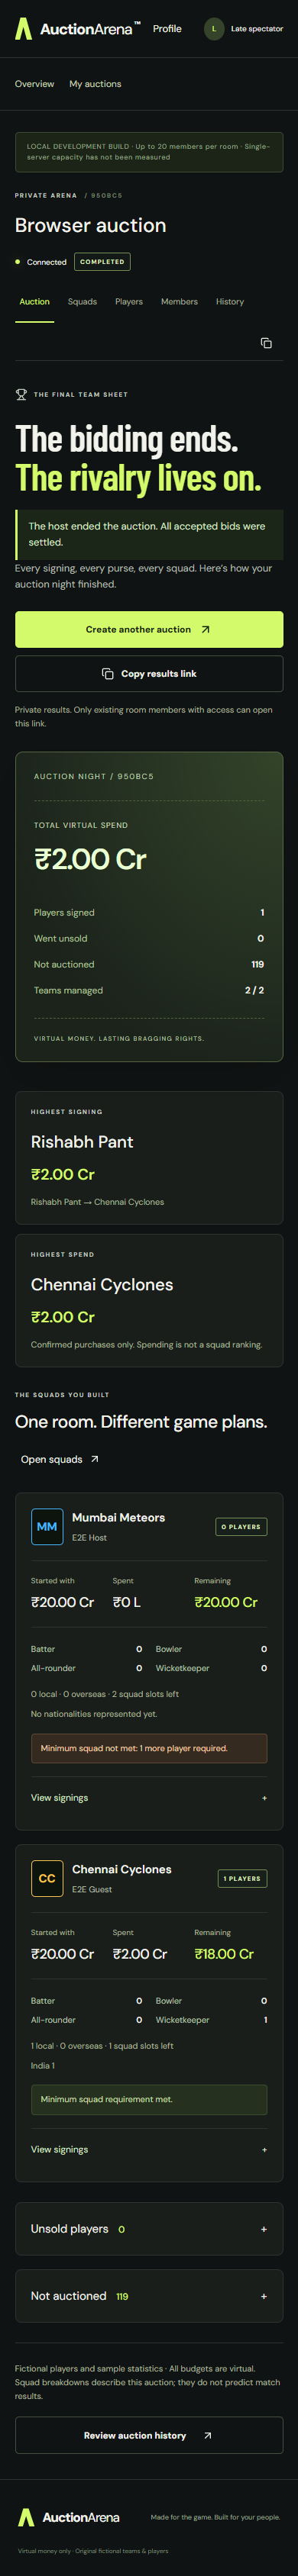 AuctionArena™ Profile L Late spectator
Overview My auctions
LOCAL DEVELOPMENT BUILD · Up to 20 members per room · Single-
server capacity has not been measured
PRIVATE ARENA / 950BC5
Browser auction
Connected COMPLETED
Auction Squads Players Members History
THE FINAL TEAM SHEET
The bidding ends.
The rivalry lives on.
The host ended the auction. All accepted bids were
settled.
Every signing, every purse, every squad. Here's how your
auction night finished.
Create another auction
Copy results link
Private results. Only existing room members with access can open
this link.
AUCTION NIGHT / 950BC5
TOTAL VIRTUAL SPEND
₹2.00 Cr
Players signed 1
Went unsold 0
Not auctioned 119
Teams managed 2 / 2
VIRTUAL MONEY. LASTING BRAGGING RIGHTS.
HIGHEST SIGNING
Rishabh Pant
₹2.00 Cr
Rishabh Pant → Chennai Cyclones
HIGHEST SPEND
Chennai Cyclones
₹2.00 Cr
Confirmed purchases only. Spending is not a squad ranking.
THE SQUADS YOU BUILT
One room. Different game plans.
Open squads
MM Mumbai Meteors 0 PLAYERS
E2E Host
Started with Spent Remaining
₹20.00 Cr ₹0 L ₹20.00 Cr
Batter 0 Bowler 0
All-rounder 0 Wicketkeeper 0
0 local · 0 overseas · 2 squad slots left
No nationalities represented yet.
Minimum squad not met: 1 more player required.
View signings +
CC Chennai Cyclones 1 PLAYERS
E2E Guest
Started with Spent Remaining
₹20.00 Cr ₹2.00 Cr ₹18.00 Cr
Batter 0 Bowler 0
All-rounder 0 Wicketkeeper 1
1 local · 0 overseas · 1 squad slots left
India 1
Minimum squad requirement met.
View signings +
Unsold players 0 +
Not auctioned 119 +
Fictional players and sample statistics · All budgets are virtual.
Squad breakdowns describe this auction; they do not predict match
results.
Review auction history
AuctionArena Made for the game. Built for your people.
Virtual money only · Original fictional teams & players